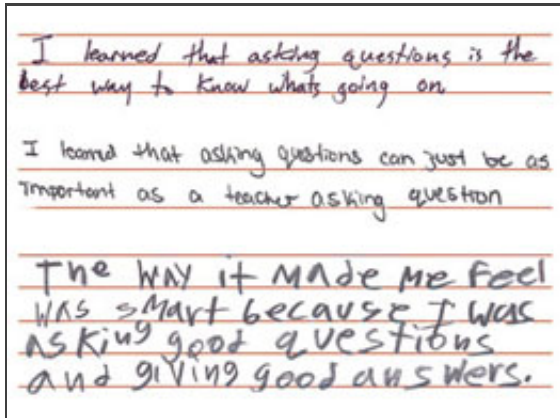 I learned that asking questions is the
best way to know whats going on.
I learned that asking questions can just be as
important as a teacher asking question
The way it made me feel
was smart because I was
asking good questions
and giving good answers.